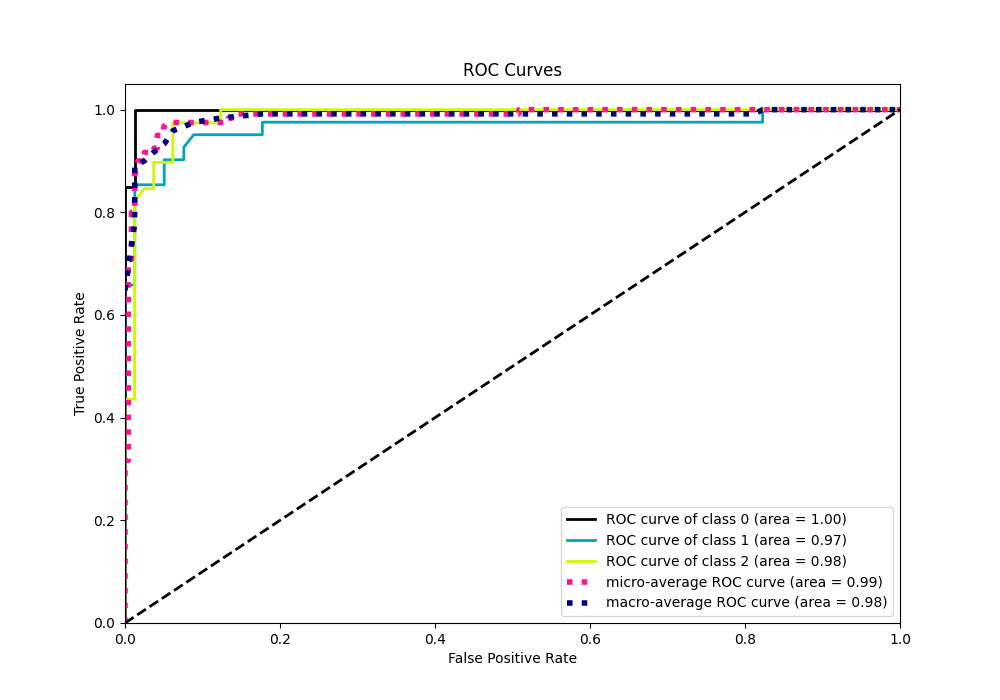 ROC Curves
1.0
0.8
0.6
0.4
0.2
0.0
True Positive Rate
ROC curve of class 0 (area = 1.00)
ROC curve of class 1 (area = 0.97)
ROC curve of class 2 (area = 0.98)
micro-average ROC curve (area = 0.99)
macro-average ROC curve (area = 0.98)
0.0 0.2 0.4 0.6 0.8 1.0
False Positive Rate